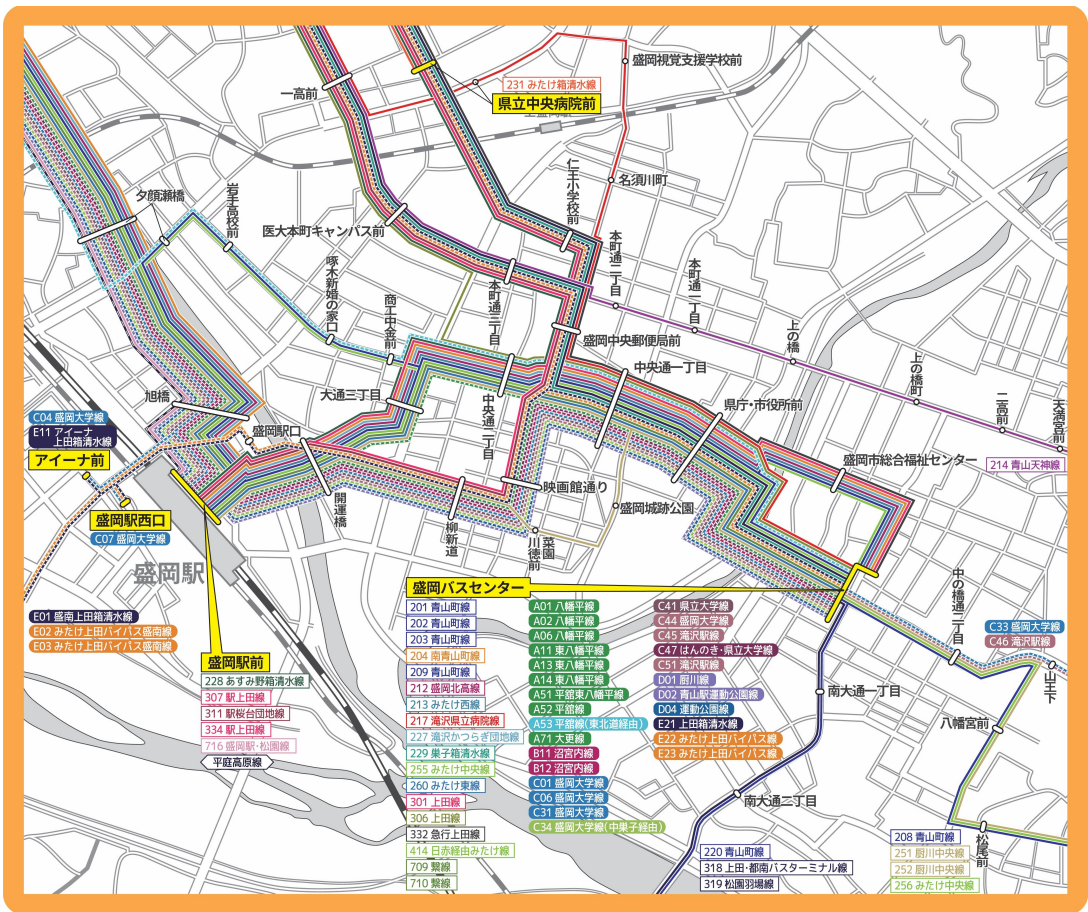 盛岡視覚支援学校前
一高前
231 みたけ箱清水線
県立中央病院前
仁王小学校前
名須川町
夕顔瀬橋
岩手高校前
医大本町キャンパス前
本町通二丁目
本町通一丁目
啄木新婚の家口
商工中金前
本町通三丁目
盛岡中央郵便局前
上の橋
上の橋町
中央通一丁目
二高前
天満宮前
旭橋
大通三丁目
中央通二丁目
県庁・市役所前
C04 盛岡大学線
E11 アイーナ
上田箱清水線
アイーナ前
盛岡駅口
盛岡市総合福祉センター
214 青山天神線
開運橋
柳新道
映画館通り
盛岡城跡公園
盛岡駅西口
C07 盛岡大学線
菜園
川徳前
盛岡駅
盛岡バスセンター
中の橋通二丁目
E01 盛南上田箱清水線
E02 みたけ上田バイパス盛南線
E03 みたけ上田バイパス盛南線
C33 盛岡大学線
C46 滝沢駅線
山王下
盛岡駅前
228 あすみ野箱清水線
307 駅上田線
311 駅桜台団地線
334 駅上田線
716 盛岡駅・松園線
平庭高原線
201 青山町線
202 青山町線
203 青山町線
204 南青山町線
209 青山町線
212 盛岡北高線
213 みたけ西線
217 滝沢県立病院線
227 滝沢かつらぎ団地線
229 巣子箱清水線
255 みたけ中央線
260 みたけ東線
301 上田線
306 上田線
332 急行上田線
414 日赤経由みたけ線
709 繋線
710 繋線
A01 八幡平線
A02 八幡平線
A06 八幡平線
A11 東八幡平線
A13 東八幡平線
A14 東八幡平線
A51 平舘東八幡平線
A52 平舘線
A53 平舘線(東北道経由)
A71 大更線
B11 沼宮内線
B12 沼宮内線
C01 盛岡大学線
C06 盛岡大学線
C31 盛岡大学線
C34 盛岡大学線(中巣子経由)
C41 県立大学線
C44 盛岡大学線
C45 滝沢駅線
C47 はんのき・県立大学線
C51 滝沢駅線
D01 厨川線
D02 青山駅運動公園線
D04 運動公園線
E21 上田箱清水線
E22 みたけ上田バイパス線
E23 みたけ上田バイパス線
南大通一丁目
八幡宮前
南大通二丁目
松尾前
220 青山町線
318 上田・都南バスターミナル線
319 松園羽場線
208 青山町線
251 厨川中央線
252 厨川中央線
256 みたけ中央線